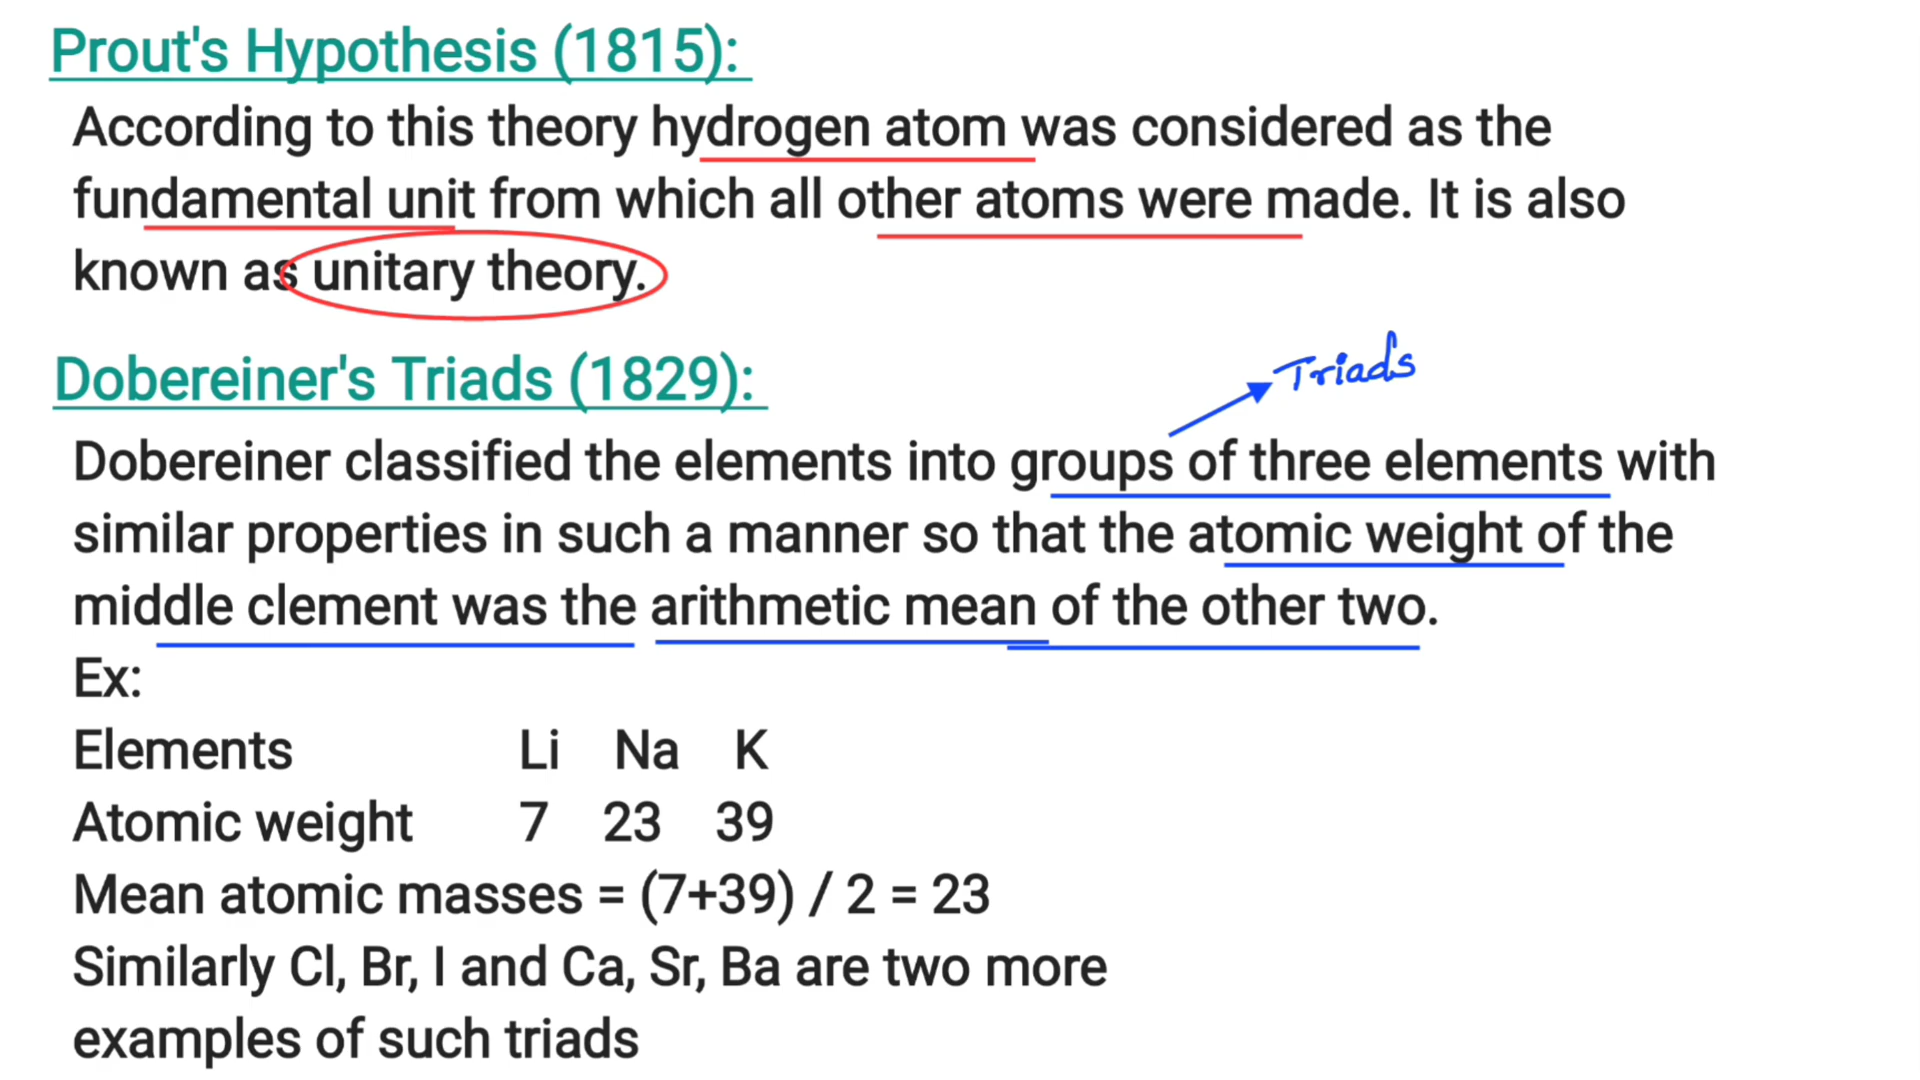 Prout's Hypothesis (1815):
According to this theory hydrogen atom was considered as the
fundamental unit from which all other atoms were made. It is also
known as unitary theory.
Triads
Dobereiner's Triads (1829):
Dobereiner classified the elements into groups of three elements with
similar properties in such a manner so that the atomic weight of the
middle clement was the arithmetic mean of the other two.
Ex:
Elements Li Na K
Atomic weight 7 23 39
Mean atomic masses = (7+39) / 2 = 23
Similarly Cl, Br, I and Ca, Sr, Ba are two more
examples of such triads